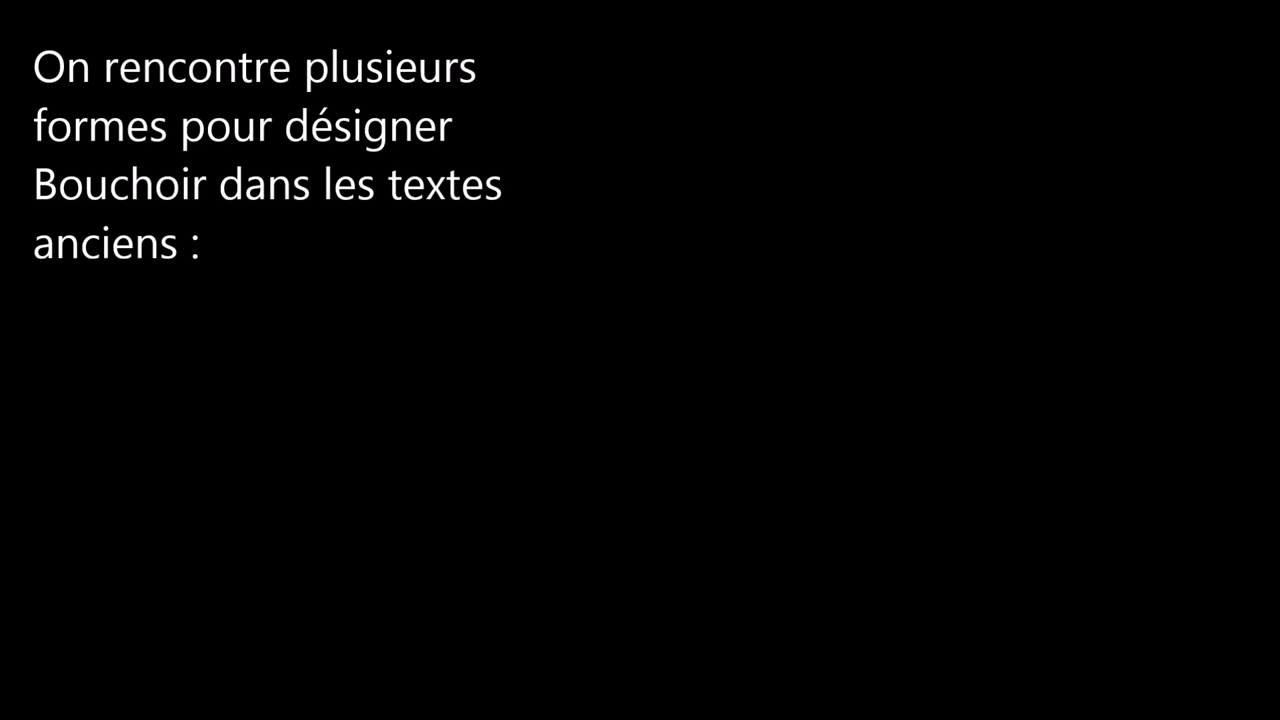 On rencontre plusieurs
formes pour désigner
Bouchoir dans les textes
anciens :